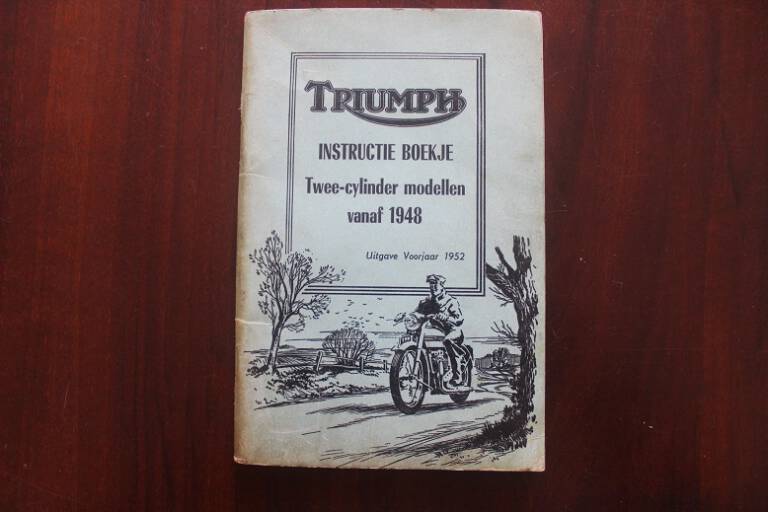 TRIUMPH
INSTRUCTIE BOEKJE
Twee-cylinder modellen
vanaf 1948
Uitgave Voorjaar 1952